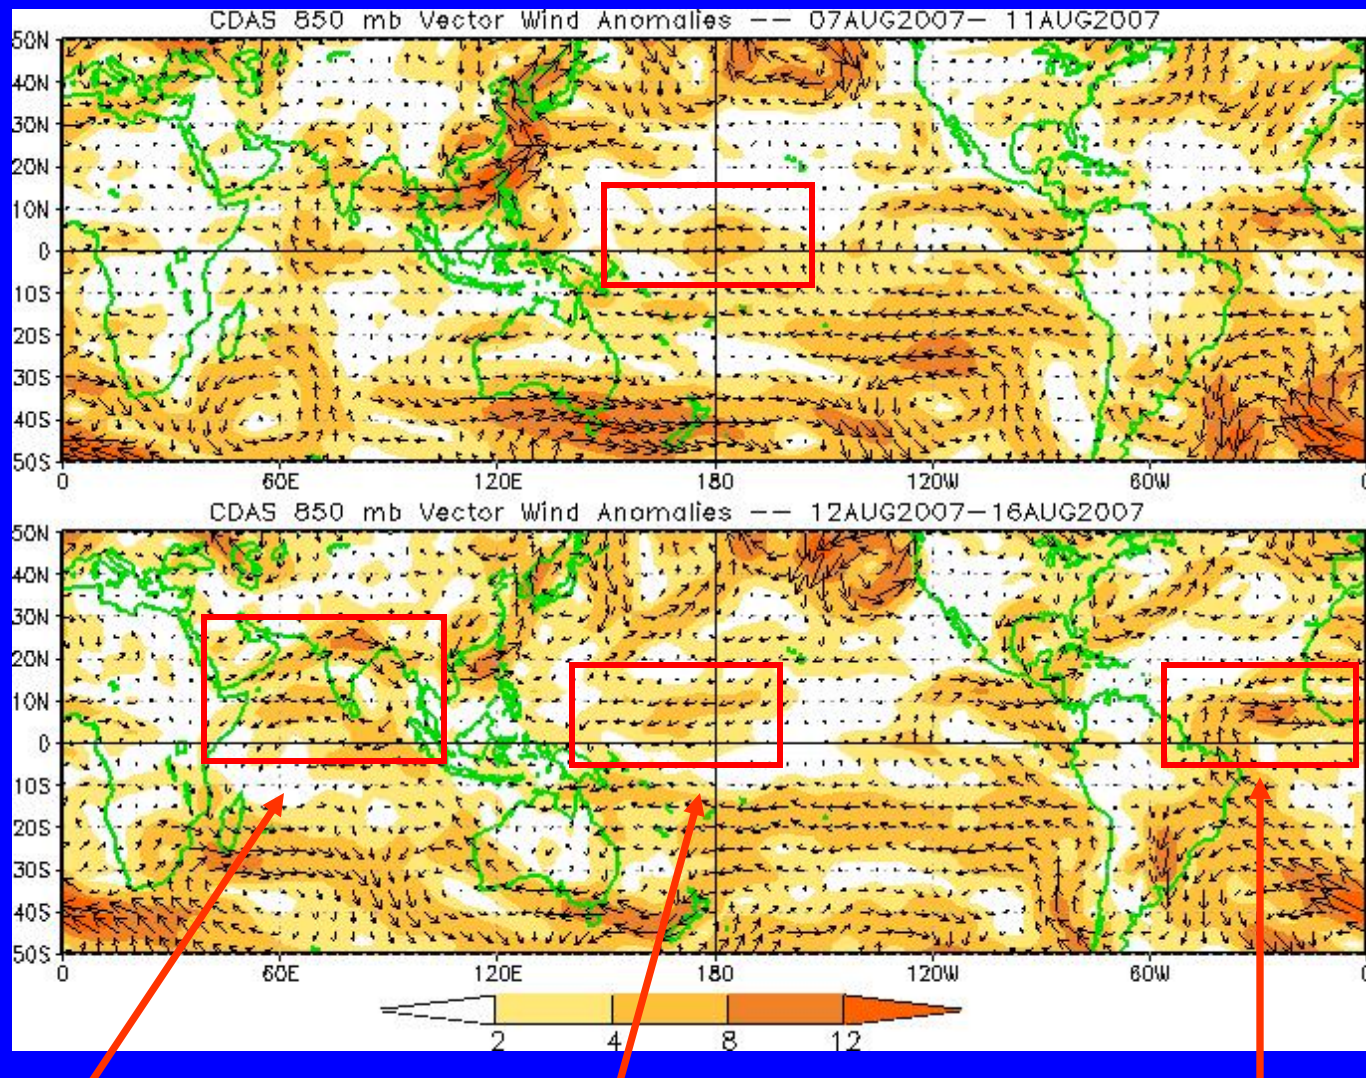 CDAS 850 mb Vector Wind Anomalies -- 07AUG2007- 11AUG2007
50N
40N
30N
20N
10N
0
10S
20S
30S
40S
50S
0 60E 120E 180 120W 60W 0
CDAS 850 mb Vector Wind Anomalies -- 12AUG2007-16AUG2007
50N
40N
30N
20N
10N
0
10S
20S
30S
40S
50S
0 60E 120E 180 120W 60W 0
2 4 8 12